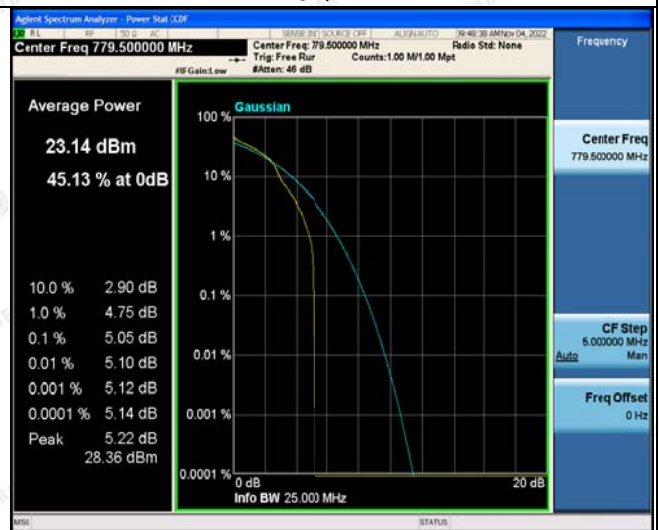 Agilent Spectrum Analyzer - Power Stat CCDF
RL RF 50 Ω AC SENSE:INT SOURCE OFF ALIGN AUTO 09:48:38 AM Nov 04, 2022
Center Freq 779.500000 MHz
Center Freq: 779.500000 MHz Radio Std: None
Trig: Free Run Counts:1.00 M/1.00 Mpt
#IFGain:Low #Atten: 46 dB
Frequency
Average Power
23.14 dBm
45.13 % at 0dB
10.0 % 2.90 dB
1.0 % 4.75 dB
0.1 % 5.05 dB
0.01 % 5.10 dB
0.001 % 5.12 dB
0.0001 % 5.14 dB
Peak 5.22 dB
28.36 dBm
Gaussian
100 %
10 %
1 %
0.1 %
0.01 %
0.001 %
0.0001 %
0 dB 20 dB
Info BW 25.000 MHz
Center Freq
779.500000 MHz
CF Step
5.000000 MHz
Auto Man
Freq Offset
0 Hz
MSG STATUS